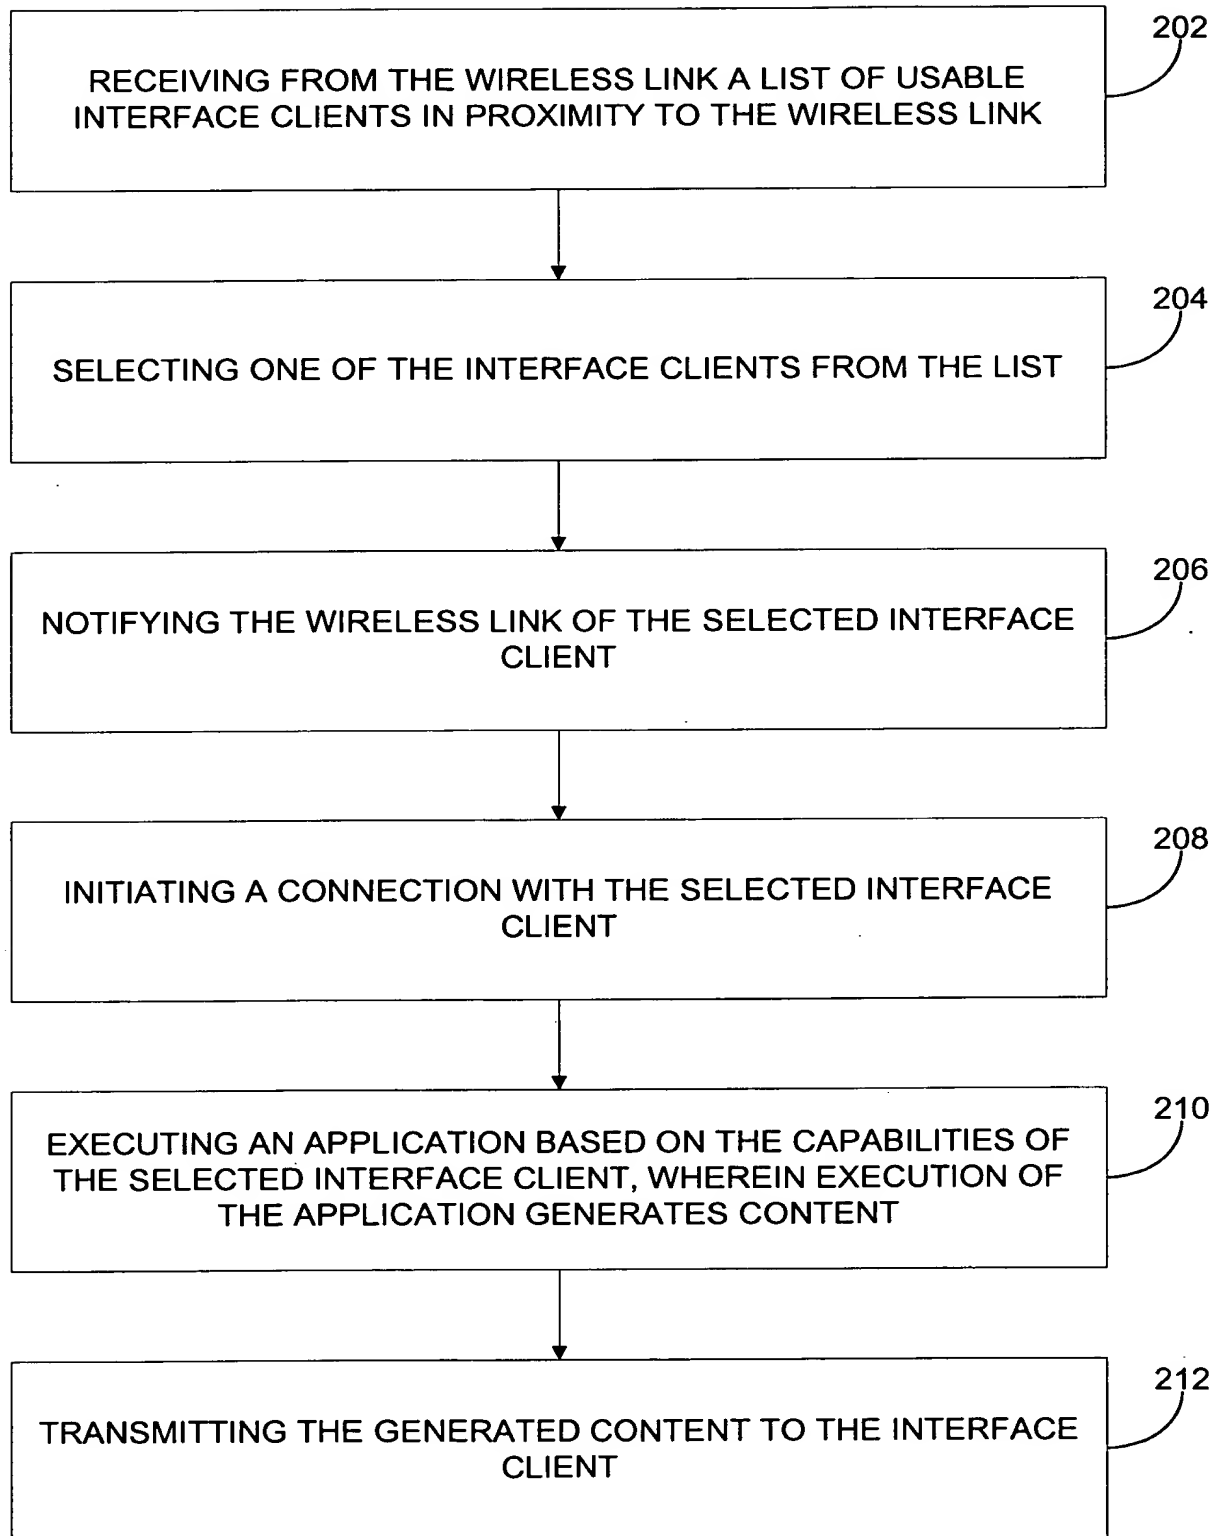 202
RECEIVING FROM THE WIRELESS LINK A LIST OF USABLE
INTERFACE CLIENTS IN PROXIMITY TO THE WIRELESS LINK
204
SELECTING ONE OF THE INTERFACE CLIENTS FROM THE LIST
206
NOTIFYING THE WIRELESS LINK OF THE SELECTED INTERFACE
CLIENT
208
INITIATING A CONNECTION WITH THE SELECTED INTERFACE
CLIENT
210
EXECUTING AN APPLICATION BASED ON THE CAPABILITIES OF
THE SELECTED INTERFACE CLIENT, WHEREIN EXECUTION OF
THE APPLICATION GENERATES CONTENT
212
TRANSMITTING THE GENERATED CONTENT TO THE INTERFACE
CLIENT